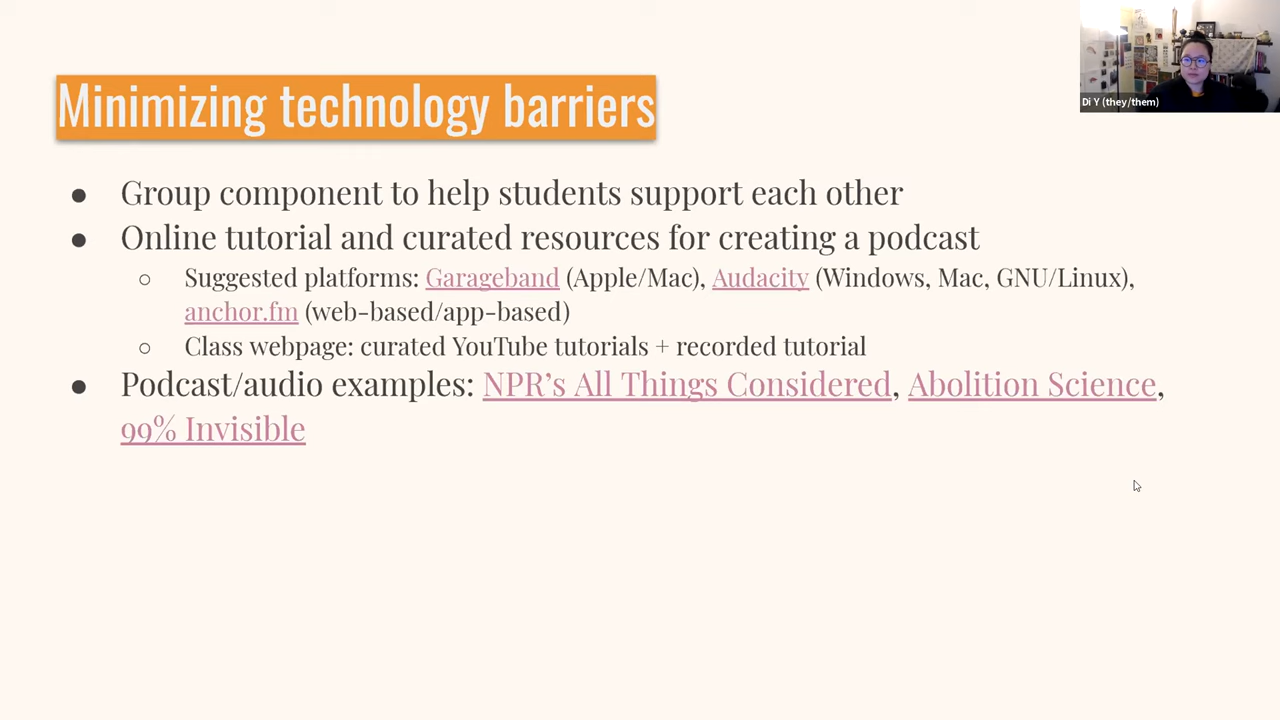 Minimizing technology barriers
Di Y (they/them)
● Group component to help students support each other
● Online tutorial and curated resources for creating a podcast
○ Suggested platforms: Garageband (Apple/Mac), Audacity (Windows, Mac, GNU/Linux),
anchor.fm (web-based/app-based)
○ Class webpage: curated YouTube tutorials + recorded tutorial
● Podcast/audio examples: NPR’s All Things Considered, Abolition Science,
99% Invisible